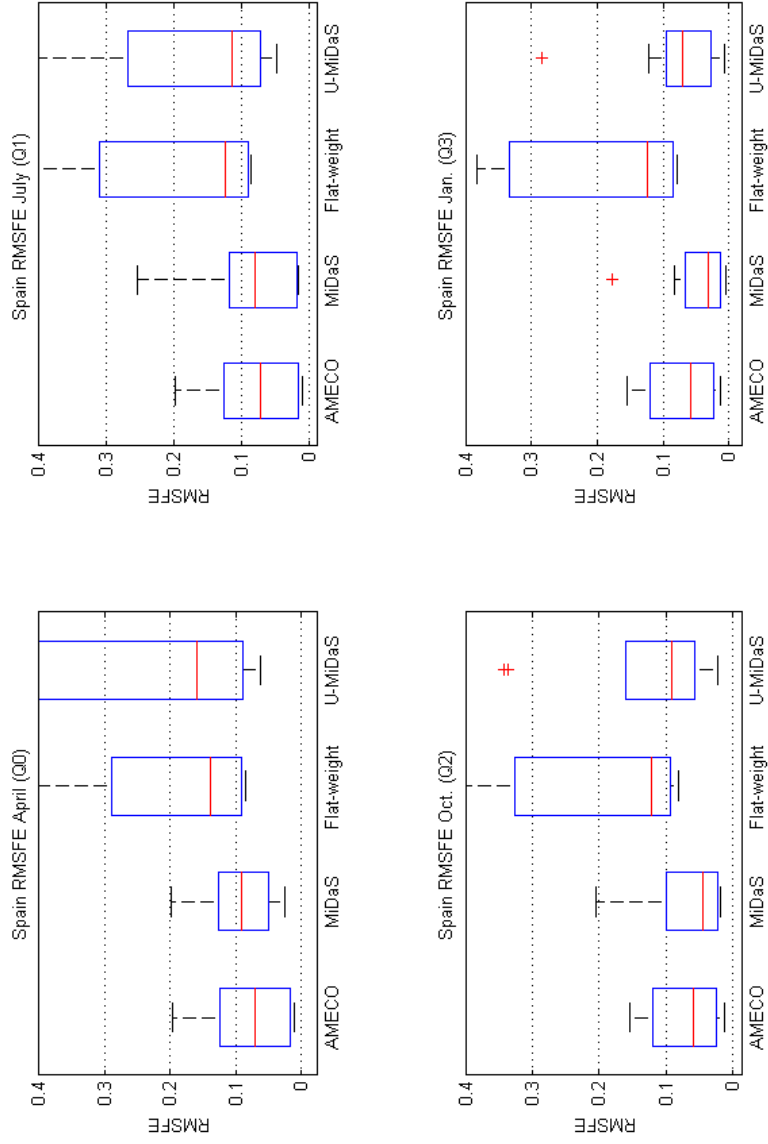 Spain RMSFE April (Q0)
RMSFE
0.4
0.3
0.2
0.1
0
AMECO MiDaS Flat-weight U-MiDaS
Spain RMSFE July (Q1)
RMSFE
0.4
0.3
0.2
0.1
0
AMECO MiDaS Flat-weight U-MiDaS
Spain RMSFE Oct. (Q2)
RMSFE
0.4
0.3
0.2
0.1
0
AMECO MiDaS Flat-weight U-MiDaS
Spain RMSFE Jan. (Q3)
RMSFE
0.4
0.3
0.2
0.1
0
AMECO MiDaS Flat-weight U-MiDaS